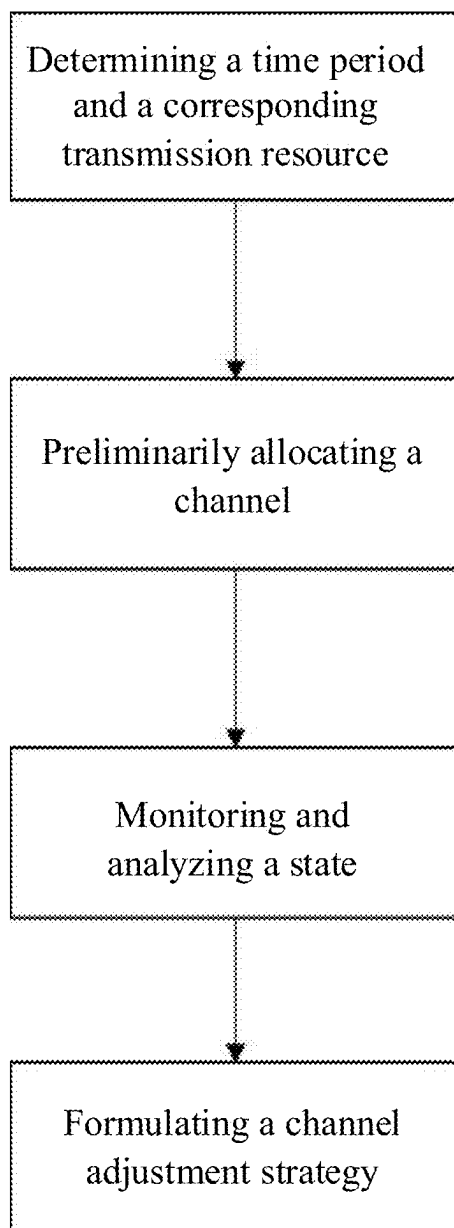 Determining a time period
and a corresponding
transmission resource
Preliminarily allocating a
channel
Monitoring and
analyzing a state
Formulating a channel
adjustment strategy